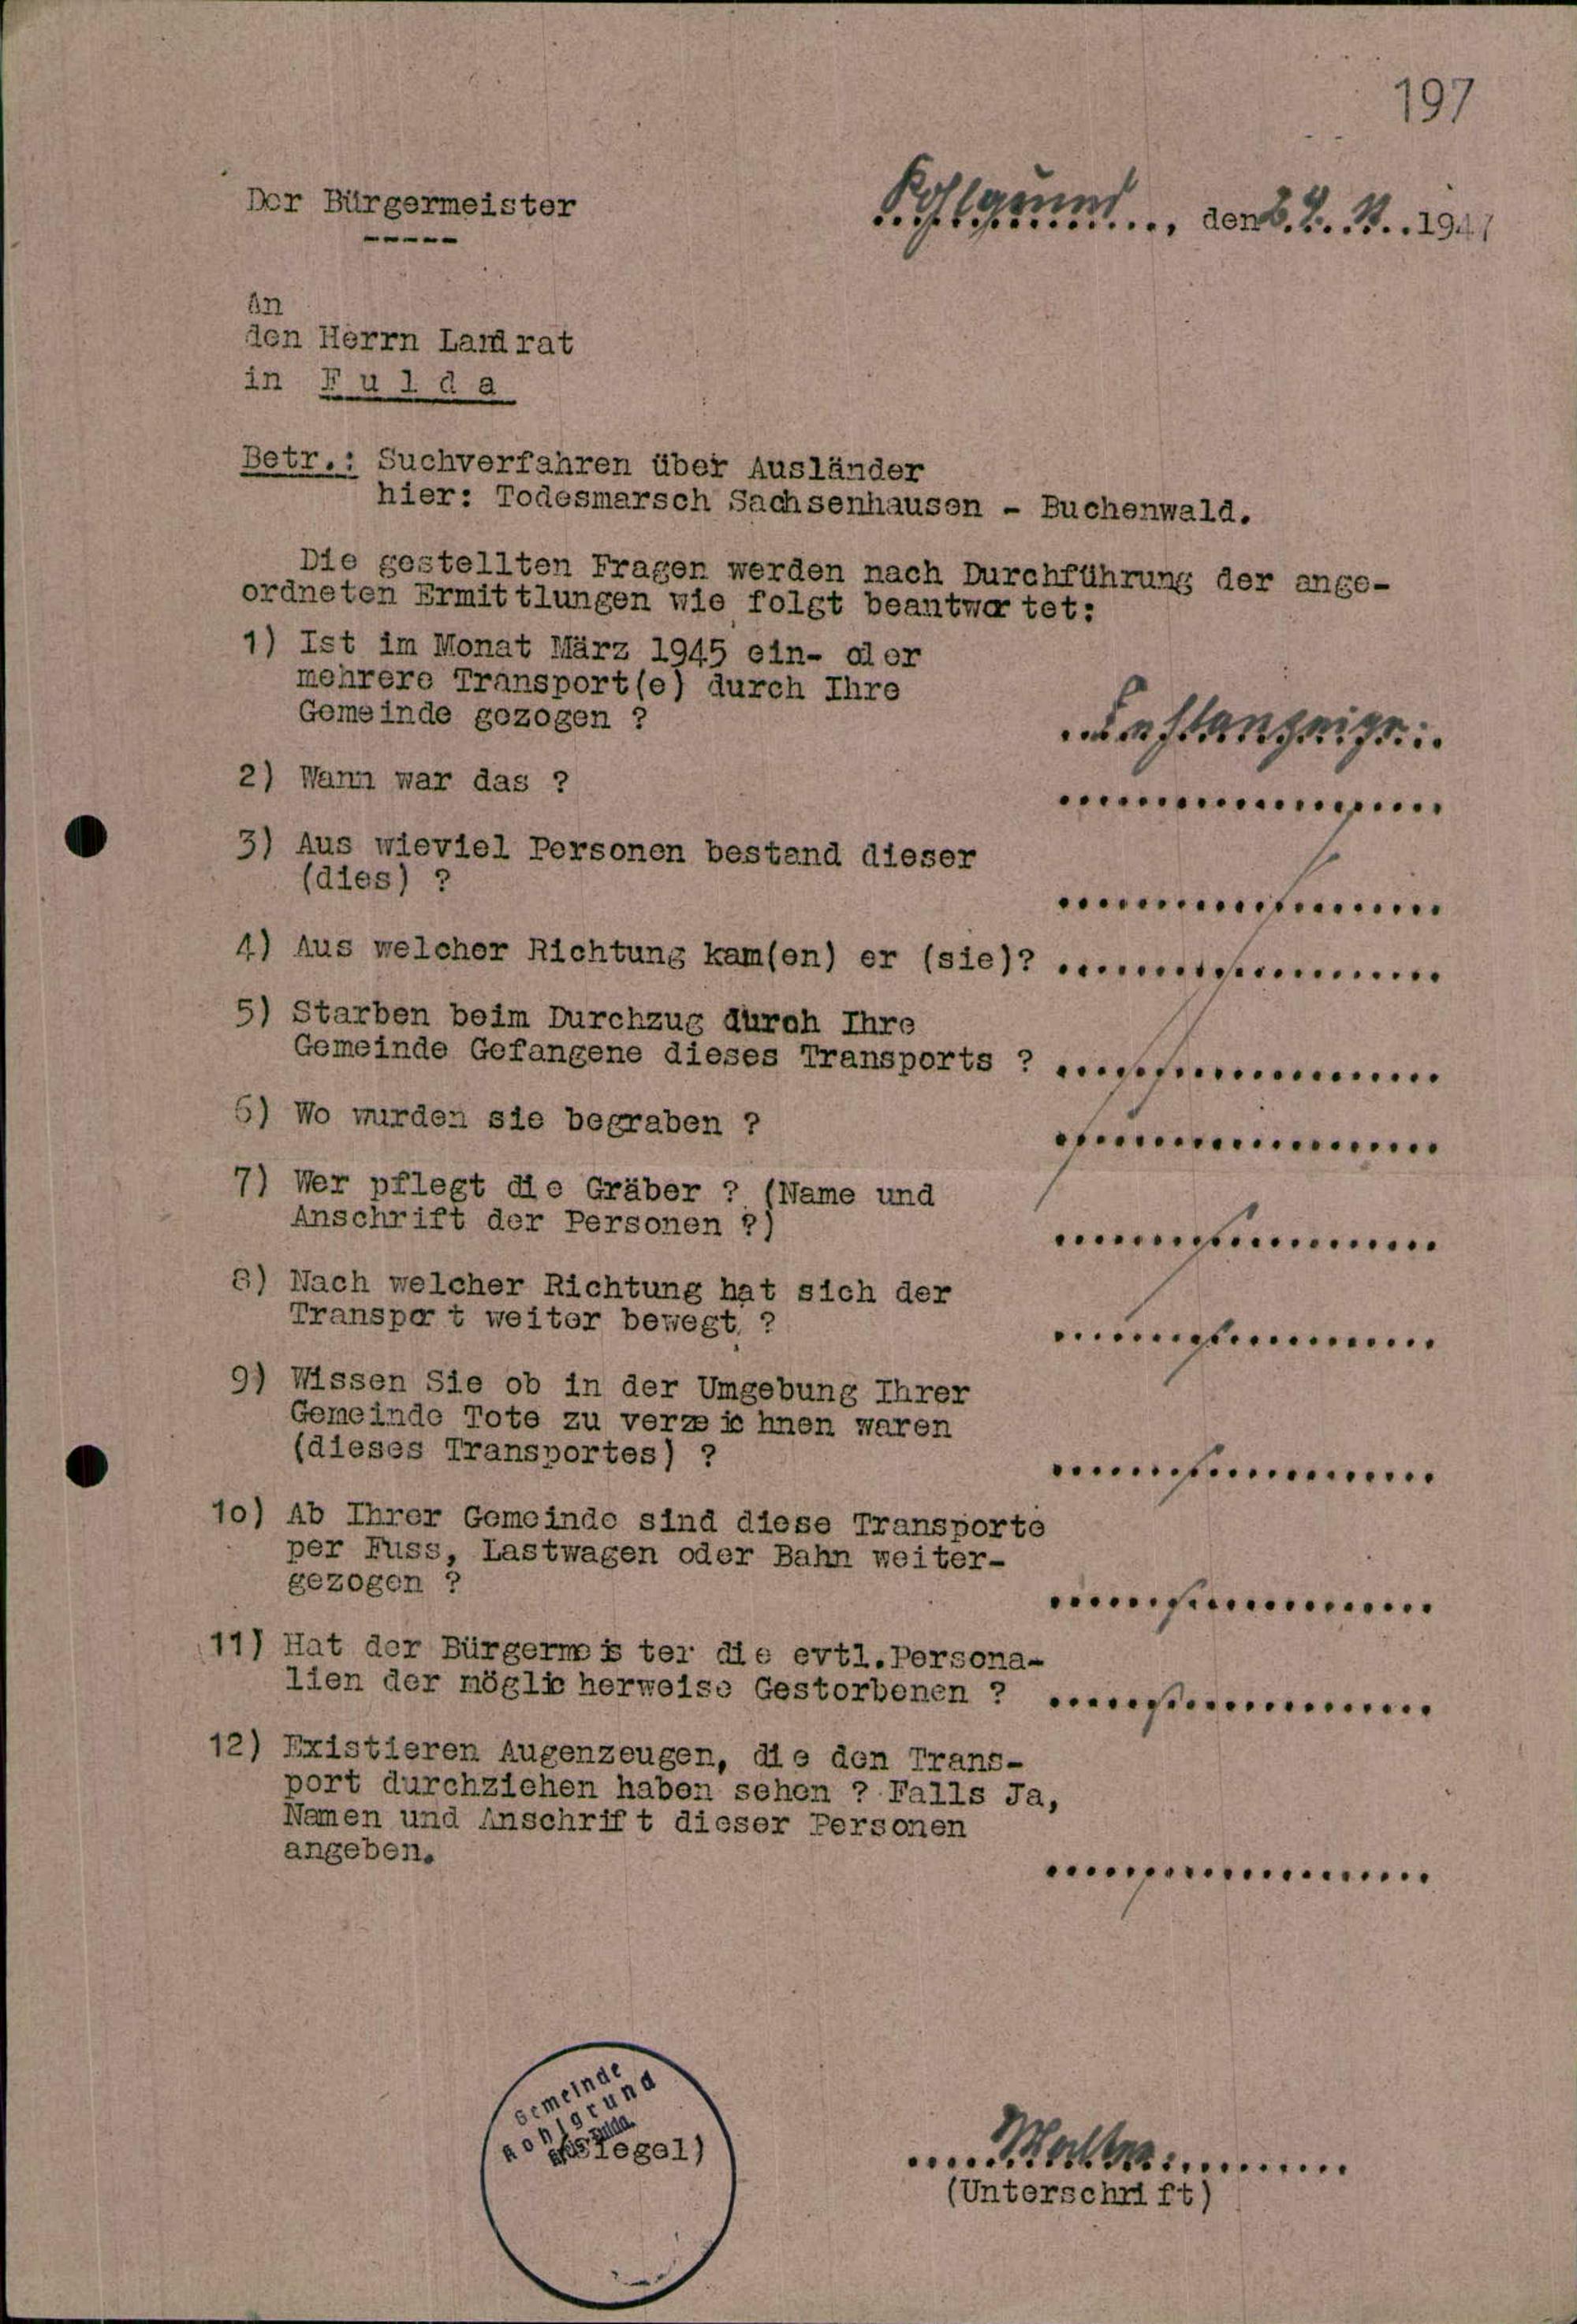 197
Der Bürgermeister
-----
Kohlgrund, den 24. 11. 1947
An
den Herrn Landrat
in F u l d a
Betr.: Suchverfahren über Ausländer
hier: Todesmarsch Sachsenhausen - Buchenwald.
Die gestellten Fragen werden nach Durchführung der ange-
ordneten Ermittlungen wie folgt beantwortet:
1) Ist im Monat März 1945 ein- oder
mehrere Transport(e) durch Ihre
Gemeinde gezogen ?
Fehlanzeige
2) Wann war das ? ....................
3) Aus wieviel Personen bestand dieser
(dies) ? ....................
4) Aus welcher Richtung kam(en) er (sie)? ....................
5) Starben beim Durchzug durch Ihre
Gemeinde Gefangene dieses Transports ? ....................
6) Wo wurden sie begraben ? ....................
7) Wer pflegt die Gräber ? (Name und
Anschrift der Personen ?) ....................
8) Nach welcher Richtung hat sich der
Transport weiter bewegt ? ....................
9) Wissen Sie ob in der Umgebung Ihrer
Gemeinde Tote zu verzeichnen waren
(dieses Transportes) ? ....................
10) Ab Ihrer Gemeinde sind diese Transporte
per Fuss, Lastwagen oder Bahn weiter-
gezogen ? ....................
11) Hat der Bürgermeister die evtl.Persona-
lien der möglicherweise Gestorbenen ? ....................
12) Existieren Augenzeugen, die den Trans-
port durchziehen haben sehen ? Falls Ja,
Namen und Anschrift dieser Personen
angeben. ....................
Gemeinde
Kohlgrund
Kreis Fulda
(Siegel)
(Unterschrift)